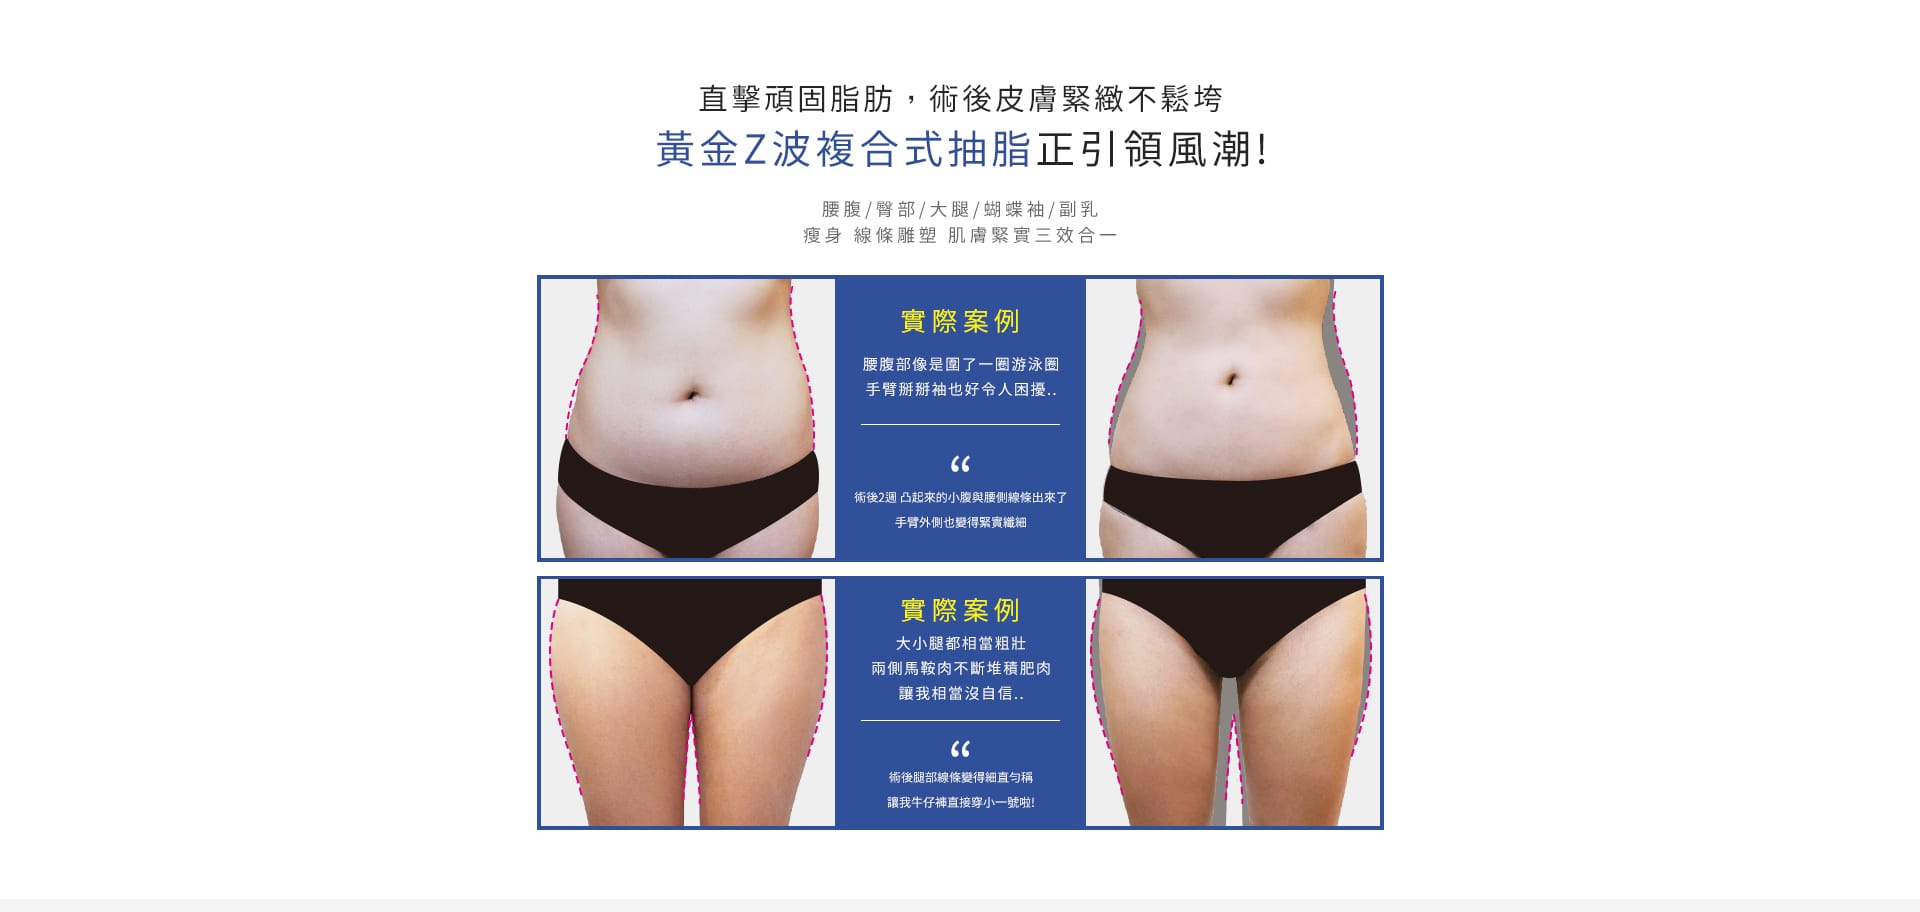 直擊頑固脂肪，術後皮膚緊緻不鬆垮
黃金Z波複合式抽脂正引領風潮!
腰腹/臀部/大腿/蝴蝶袖/副乳
瘦身 線條雕塑 肌膚緊實三效合一
實際案例
腰腹部像是圍了一圈游泳圈
手臂掰掰袖也好令人困擾..
“
術後2週 凸起來的小腹與腰側線條出來了
手臂外側也變得緊實纖細
實際案例
大小腿都相當粗壯
兩側馬鞍肉不斷堆積肥肉
讓我相當沒自信..
“
術後腿部線條變得細直勻稱
讓我牛仔褲直接穿小一號啦!